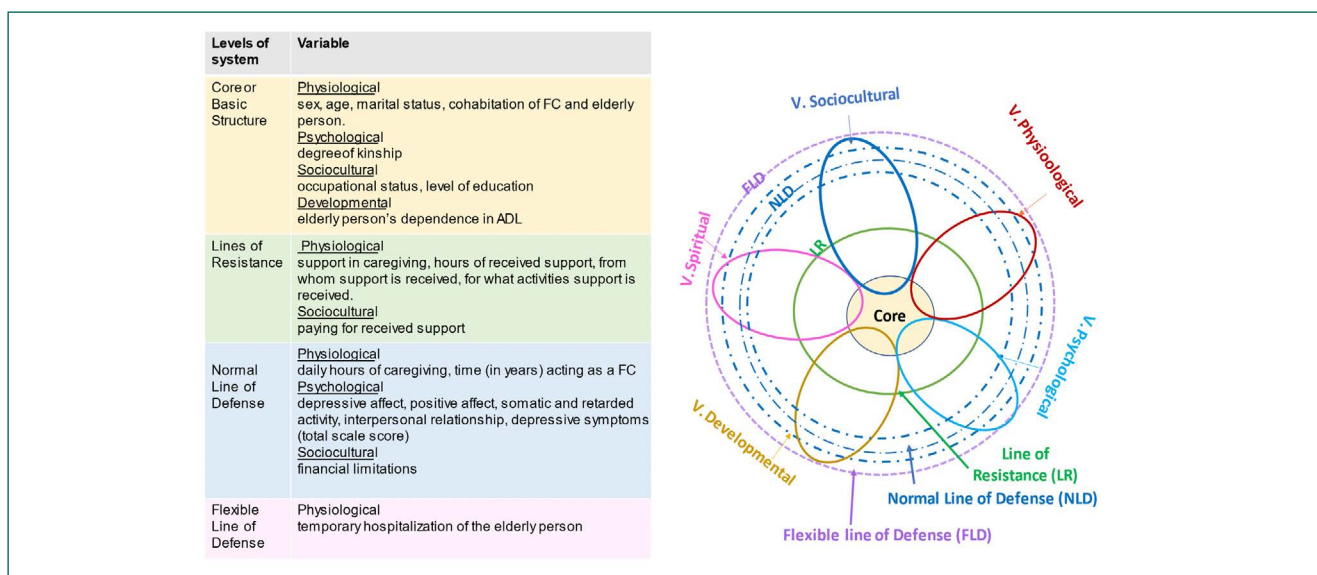 Levels of system
Variable
Core or Basic Structure
Physiological
sex, age, marital status, cohabitation of FC and elderly
person.
Psychological
degreeof kinship
Sociocultural
occupational status, level of education
Developmental
elderly person's dependence in ADL
Lines of Resistance
Physiological
support in caregiving, hours of received support, from
whom support is received, for what activities support is
received.
Sociocultural
paying for received support
Normal Line of Defense
Physiological
daily hours of caregiving, time (in years) acting as a FC
Psychological
depressive affect, positive affect, somatic and retarded
activity, interpersonal relationship, depressive symptoms
(total scale score)
Sociocultural
financial limitations
Flexible Line of Defense
Physiological
temporary hospitalization of the elderly person
V. Sociocultural
V. Physioological
FLD
NLD
LR
V. Spiritual
Core
V. Psychological
V. Developmental
Line of
Resistance (LR)
Normal Line of Defense (NLD)
Flexible line of Defense (FLD)